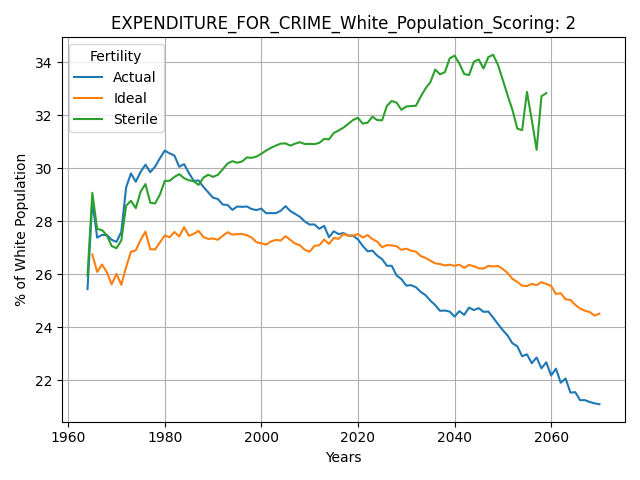 EXPENDITURE_FOR_CRIME_White_Population_Scoring: 2
Fertility
Actual
Ideal
Sterile
% of White Population
34
32
30
28
26
24
22
1960 1980 2000 2020 2040 2060
Years